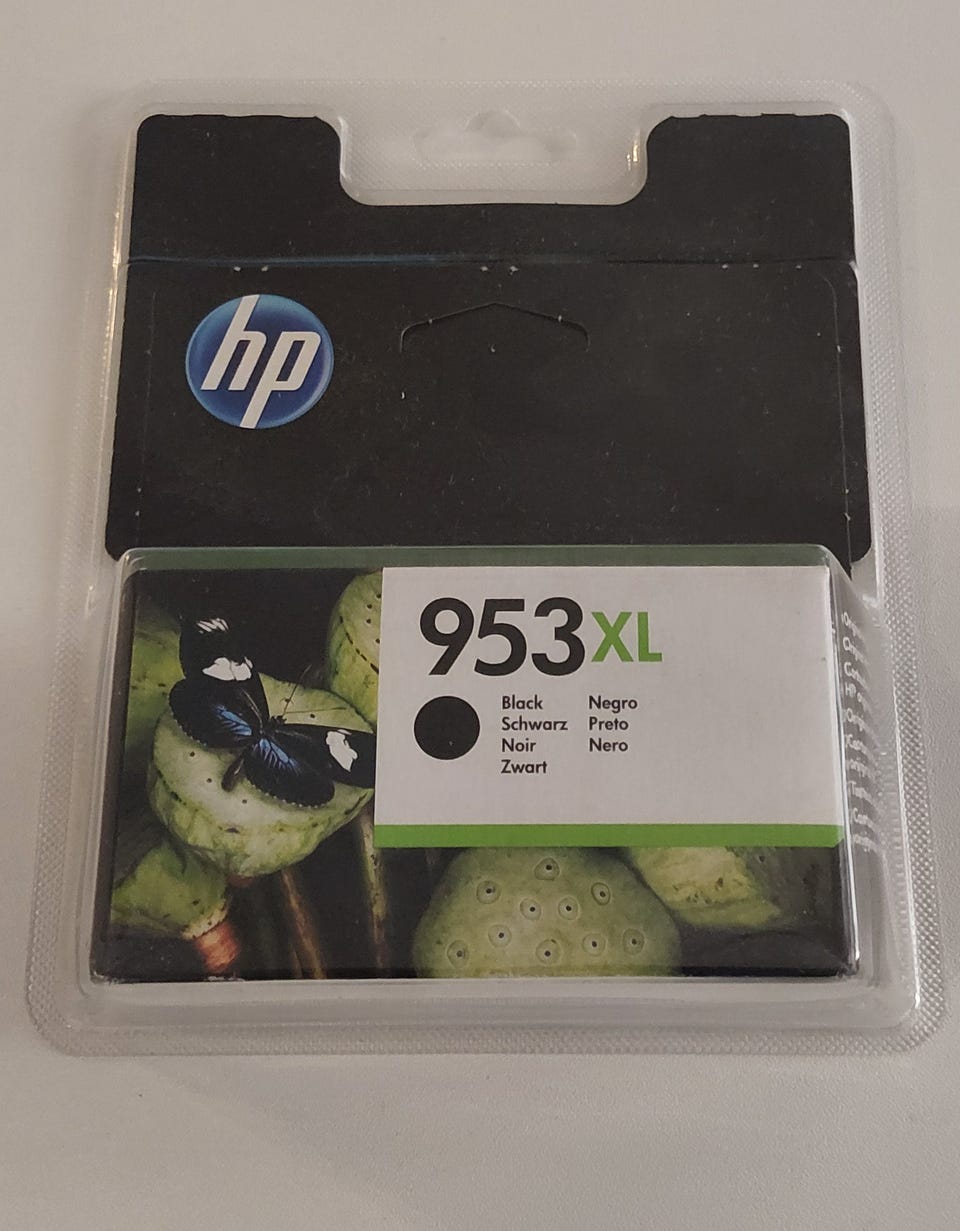 hp
953XL
Black Negro
Schwarz Preto
Noir Nero
Zwart